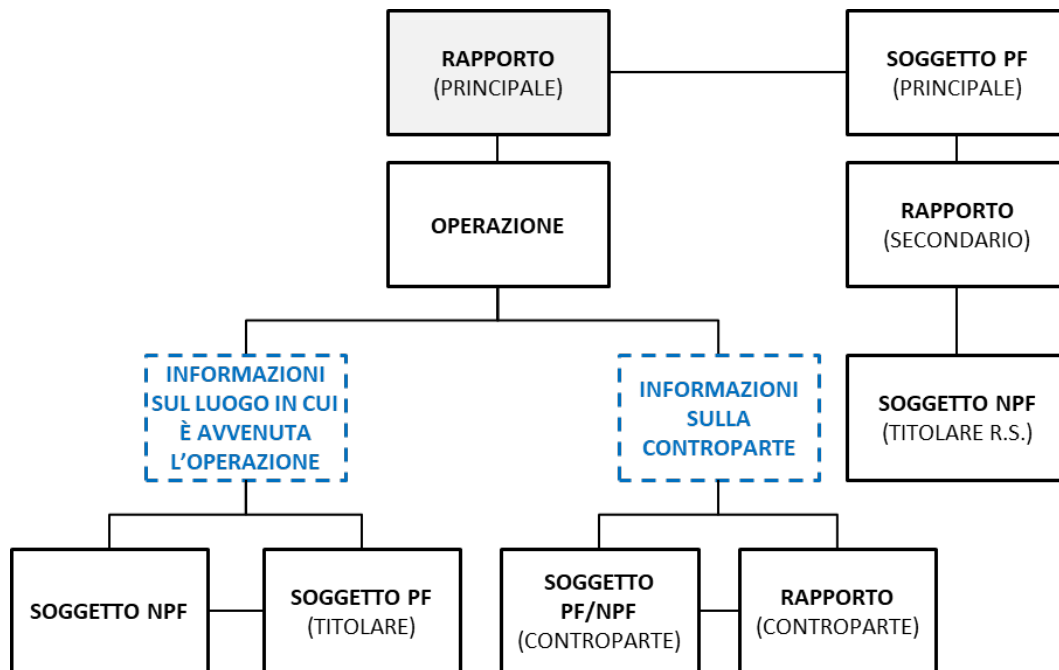 RAPPORTO
(PRINCIPALE)
SOGGETTO PF
(PRINCIPALE)
OPERAZIONE
RAPPORTO
(SECONDARIO)
INFORMAZIONI
SUL LUOGO IN CUI
È AVVENUTA
L'OPERAZIONE
INFORMAZIONI
SULLA
CONTROPARTE
SOGGETTO NPF
(TITOLARE R.S.)
SOGGETTO NPF
SOGGETTO PF
(TITOLARE)
SOGGETTO
PF/NPF
(CONTROPARTE)
RAPPORTO
(CONTROPARTE)